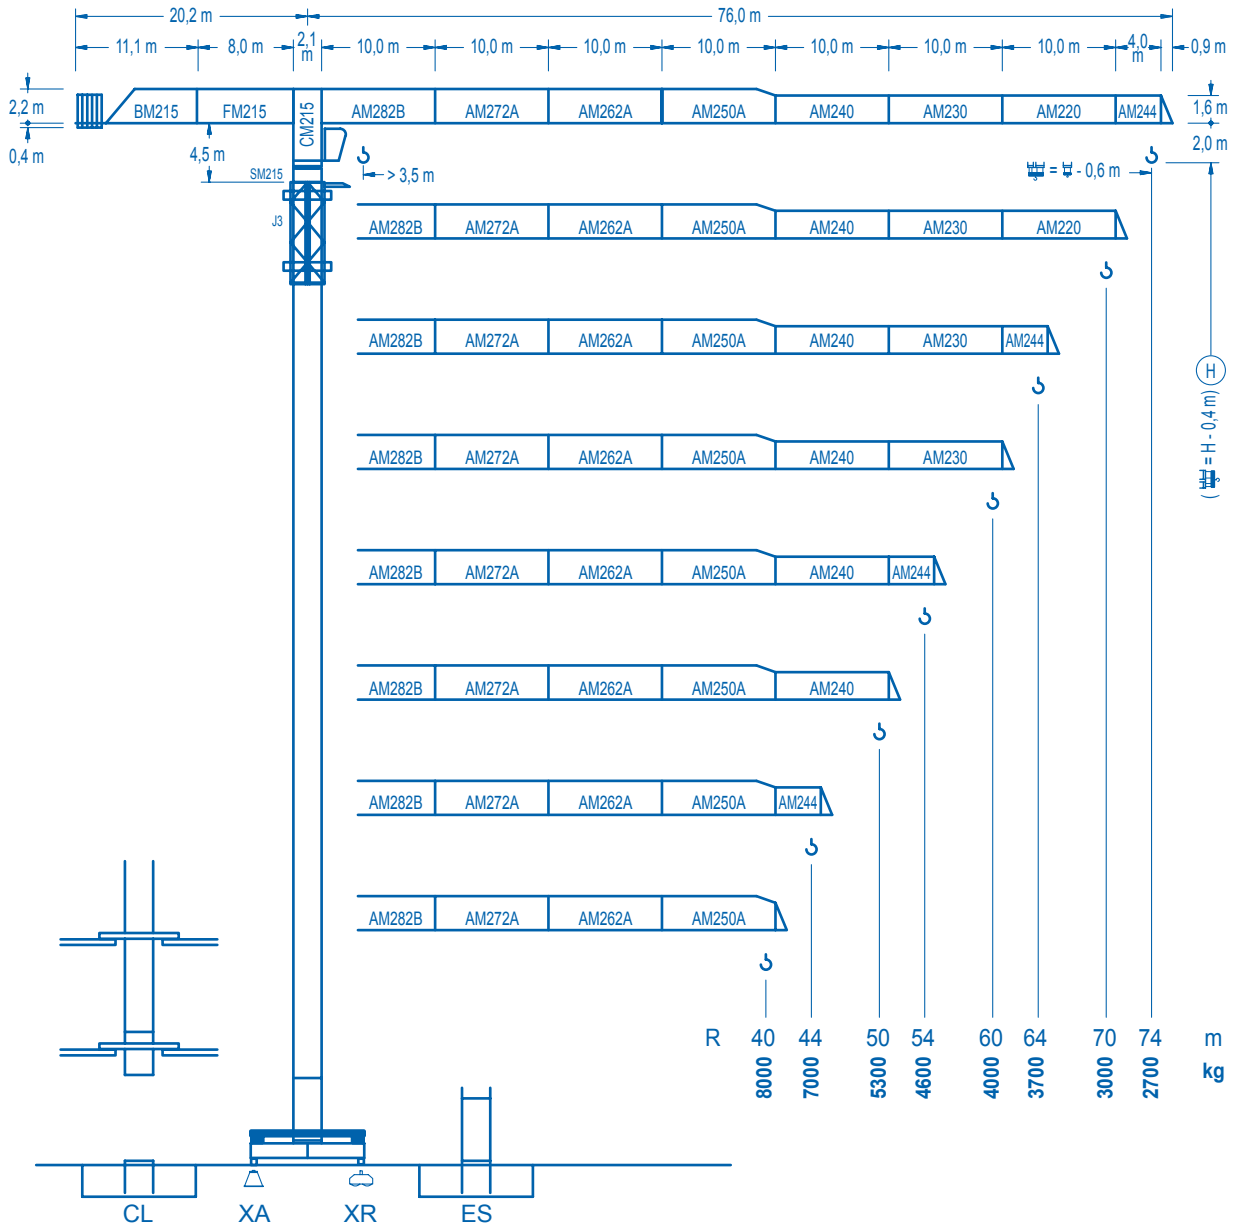 20,2 m 76,0 m
11,1 m 8,0 m 2,1 m 10,0 m 10,0 m 10,0 m 10,0 m 10,0 m 10,0 m 10,0 m 4,0 m 0,9 m
2,2 m BM215 FM215 CM215 AM282B AM272A AM262A AM250A AM240 AM230 AM220 AM244 1,6 m
0,4 m 4,5 m 2,0 m
SM215 > 3,5 m = - 0,6 m
J3 AM282B AM272A AM262A AM250A AM240 AM230 AM220
AM282B AM272A AM262A AM250A AM240 AM230 AM244
H
( = H - 0,4 m)
AM282B AM272A AM262A AM250A AM240 AM230
AM282B AM272A AM262A AM250A AM240 AM244
AM282B AM272A AM262A AM250A AM240
AM282B AM272A AM262A AM250A AM244
AM282B AM272A AM262A AM250A
R 40 44 50 54 60 64 70 74 m
8000 7000 5300 4600 4000 3700 3000 2700 kg
CL XA XR ES